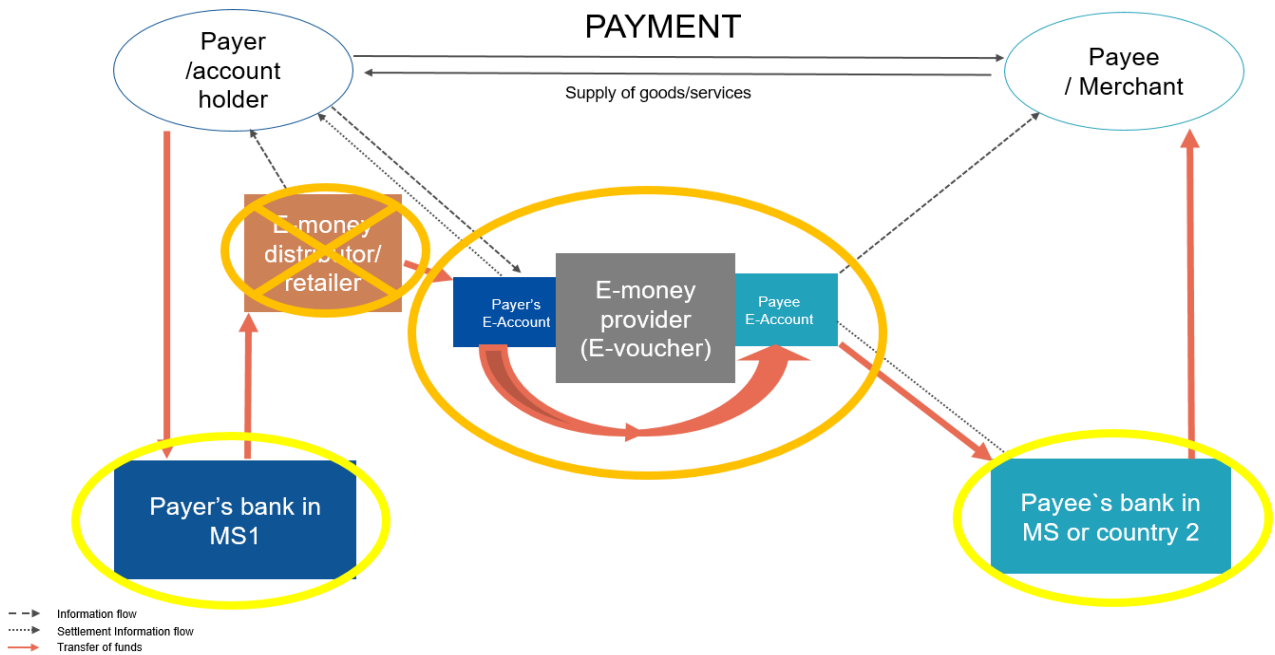 PAYMENT
Payer
/account
holder
Payee
/ Merchant
Supply of goods/services
E-money
distributor/
retailer
Payer's
E-Account
E-money
provider
(E-voucher)
Payee
E-Account
Payer’s bank in
MS1
Payee`s bank in
MS or country 2
Information flow
Settlement Information flow
Transfer of funds